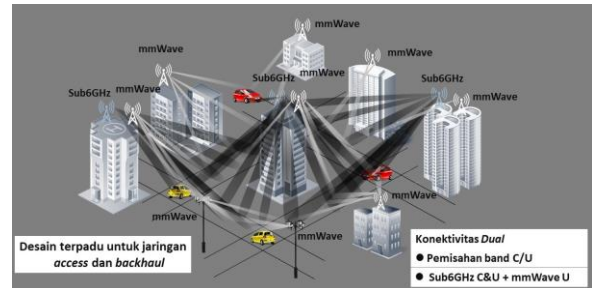 mmWave
mmWave
Sub6GHz
mmWave
mmWave
Sub6GHz
mmWave
Sub6GHz
mmWave
mmWave
mmWave
mmWave
Desain terpadu untuk jaringan
access dan backhaul
Konektivitas Dual
● Pemisahan band C/U
● Sub6GHz C&U + mmWave U